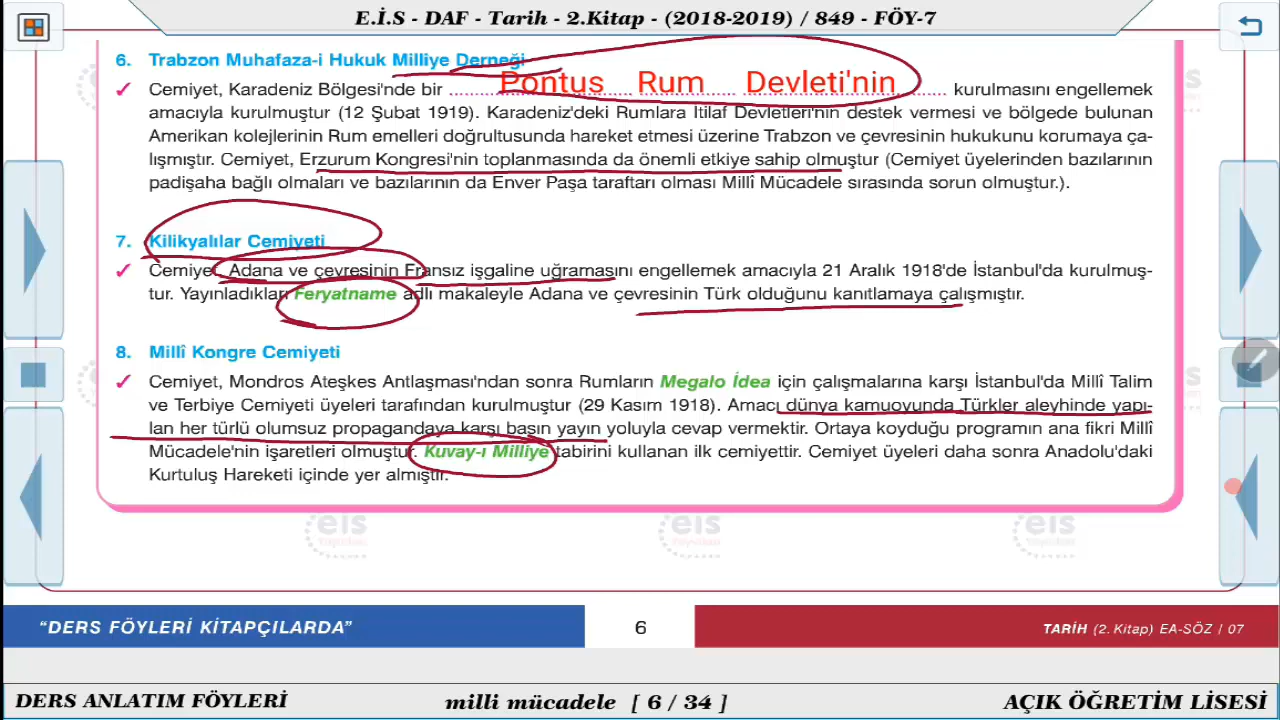 E.İ.S - DAF - Tarih - 2.Kitap - (2018-2019) / 849 - FÖY-7
6. Trabzon Muhafaza-i Hukuk Milliye Derneği
✓ Cemiyet, Karadeniz Bölgesi'nde bir Pontus Rum Devleti'nin kurulmasını engellemek
amacıyla kurulmuştur (12 Şubat 1919). Karadeniz'deki Rumlara İtilaf Devletleri'nin destek vermesi ve bölgede bulunan
Amerikan kolejlerinin Rum emelleri doğrultusunda hareket etmesi üzerine Trabzon ve çevresinin hukukunu korumaya ça-
lışmıştır. Cemiyet, Erzurum Kongresi'nin toplanmasında da önemli etkiye sahip olmuştur (Cemiyet üyelerinden bazılarının
padişaha bağlı olmaları ve bazılarının da Enver Paşa taraftarı olması Millî Mücadele sırasında sorun olmuştur.).
7. Kilikyalılar Cemiyeti
✓ Cemiyet, Adana ve çevresinin Fransız işgaline uğramasını engellemek amacıyla 21 Aralık 1918'de İstanbul'da kurulmuş-
tur. Yayınladıkları Feryatname adlı makaleyle Adana ve çevresinin Türk olduğunu kanıtlamaya çalışmıştır.
8. Millî Kongre Cemiyeti
✓ Cemiyet, Mondros Ateşkes Antlaşması'ndan sonra Rumların Megalo İdea için çalışmalarına karşı İstanbul'da Millî Talim
ve Terbiye Cemiyeti üyeleri tarafından kurulmuştur (29 Kasım 1918). Amacı dünya kamuoyunda Türkler aleyhinde yapı-
lan her türlü olumsuz propagandaya karşı basın yayın yoluyla cevap vermektir. Ortaya koyduğu programın ana fikri Millî
Mücadele'nin işaretleri olmuştur. Kuvay-ı Milliye tabirini kullanan ilk cemiyettir. Cemiyet üyeleri daha sonra Anadolu'daki
Kurtuluş Hareketi içinde yer almıştır.
eis eis eis
Yayınları Yayınları Yayınları
"DERS FÖYLERİ KİTAPÇILARDA"
6
TARİH (2. Kitap) EA-SÖZ / 07
DERS ANLATIM FÖYLERİ
milli mücadele [ 6 / 34 ]
AÇIK ÖĞRETİM LİSESİ